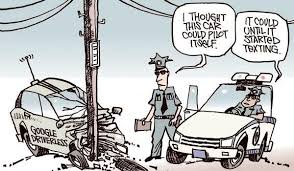 I THOUGHT
THIS CAR
COULD PILOT
ITSELF.
IT COULD
UNTIL IT
STARTED
TEXTING.
GOOGLE
DRIVERLESS